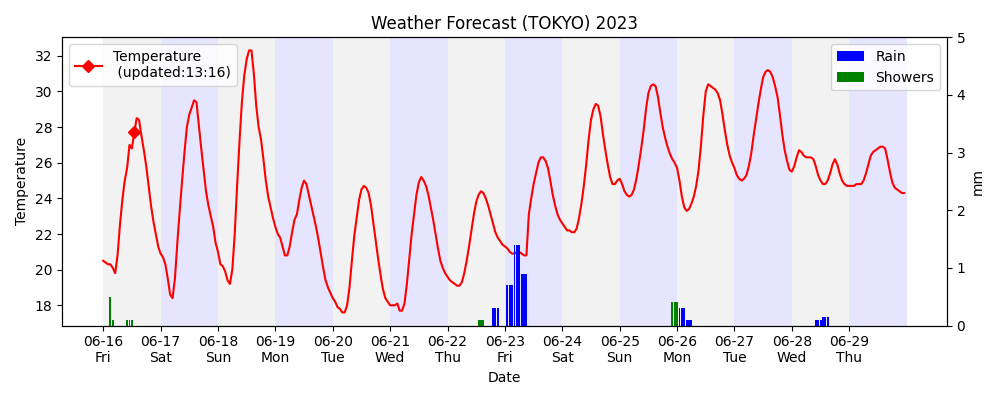 Weather Forecast (TOKYO) 2023
Temperature
(updated:13:16)
Rain
Showers
Temperature
32
30
28
26
24
22
20
18
5
4
3
2
1
0
mm
06-16 06-17 06-18 06-19 06-20 06-21 06-22 06-23 06-24 06-25 06-26 06-27 06-28 06-29
Fri Sat Sun Mon Tue Wed Thu Fri Sat Sun Mon Tue Wed Thu
Date